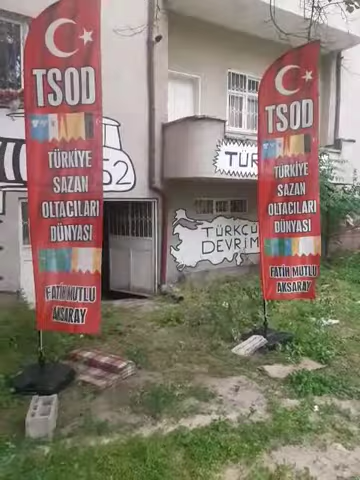 TSOD
TÜRKİYE
SAZAN
OLTACILARI
DÜNYASI
FATİH MUTLU
AKSARAY
52
TÜR
TÜRKÇÜ
DEVRİM
TSOD
TÜRKİYE
SAZAN
OLTACILARI
DÜNYASI
FATİH MUTLU
AKSARAY